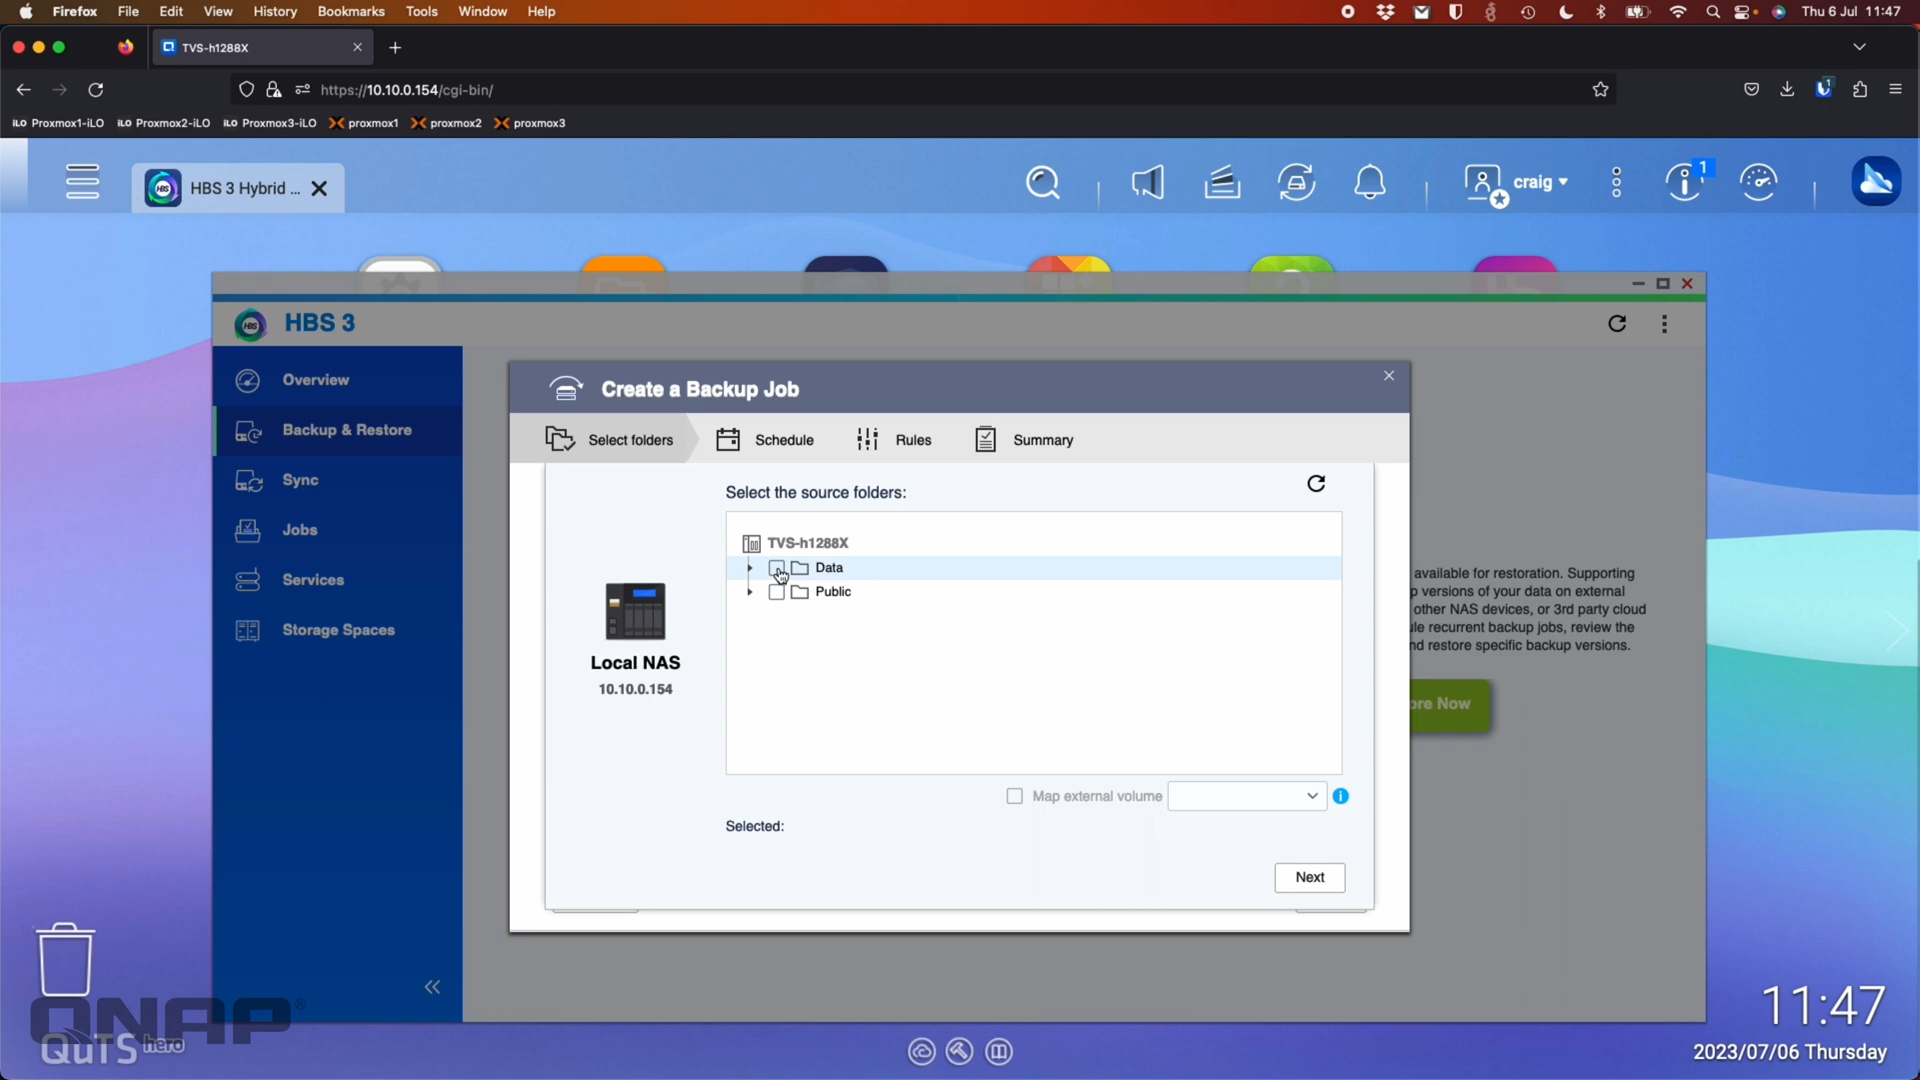 Firefox File Edit View History Bookmarks Tools Window Help
Thu 6 Jul 11:47
TVS-h1288X
https://10.10.0.154/cgi-bin/
iLO Proxmox1-iLO iLO Proxmox2-iLO iLO Proxmox3-iLO proxmox1 proxmox2 proxmox3
HBS 3 Hybrid ...
craig
1
HBS 3
Overview
Backup & Restore
Sync
Jobs
Services
Storage Spaces
Create a Backup Job
Select folders Schedule Rules Summary
Select the source folders:
TVS-h1288X
Data
Public
Local NAS
10.10.0.154
Map external volume
Selected:
Next
available for restoration. Supporting
p versions of your data on external
other NAS devices, or 3rd party cloud
le recurrent backup jobs, review the
nd restore specific backup versions.
ore Now
QNAP®
QuTS hero
11:47
2023/07/06 Thursday